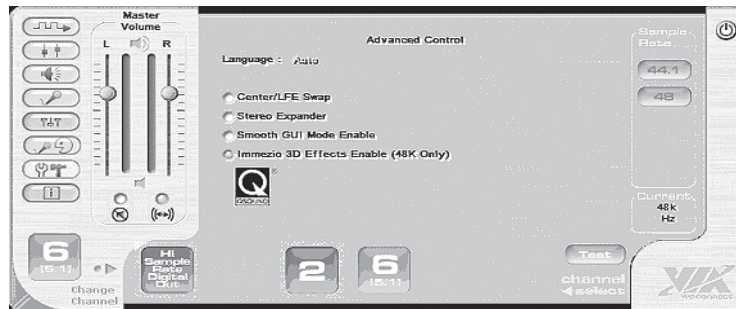 Master
Volume
L R
Advanced Control
Language : Auto
Center/LFE Swap
Stereo Expander
Smooth GUI Mode Enable
Immezio 3D Effects Enable (48K Only)
QSOUND
®
Sample
Rate
44.1
48
Current
48k
Hz
6
(5.1)
Change
Channel
HI
Sample
Rate
Digital
Out
2
6
(5.1)
Test
channel
select
VIA